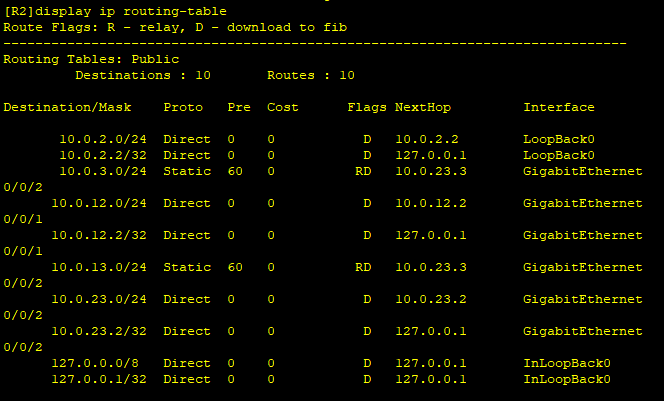 [R2]display ip routing-table
Route Flags: R - relay, D - download to fib
------------------------------------------------------------------------------
Routing Tables: Public
         Destinations : 10       Routes : 10

Destination/Mask    Proto   Pre  Cost      Flags NextHop         Interface

       10.0.2.0/24  Direct  0    0           D   10.0.2.2        LoopBack0
       10.0.2.2/32  Direct  0    0           D   127.0.0.1       LoopBack0
       10.0.3.0/24  Static  60   0          RD   10.0.23.3       GigabitEthernet
0/0/2
      10.0.12.0/24  Direct  0    0           D   10.0.12.2       GigabitEthernet
0/0/1
      10.0.12.2/32  Direct  0    0           D   127.0.0.1       GigabitEthernet
0/0/1
      10.0.13.0/24  Static  60   0          RD   10.0.23.3       GigabitEthernet
0/0/2
      10.0.23.0/24  Direct  0    0           D   10.0.23.2       GigabitEthernet
0/0/2
      10.0.23.2/32  Direct  0    0           D   127.0.0.1       GigabitEthernet
0/0/2
      127.0.0.0/8   Direct  0    0           D   127.0.0.1       InLoopBack0
      127.0.0.1/32  Direct  0    0           D   127.0.0.1       InLoopBack0